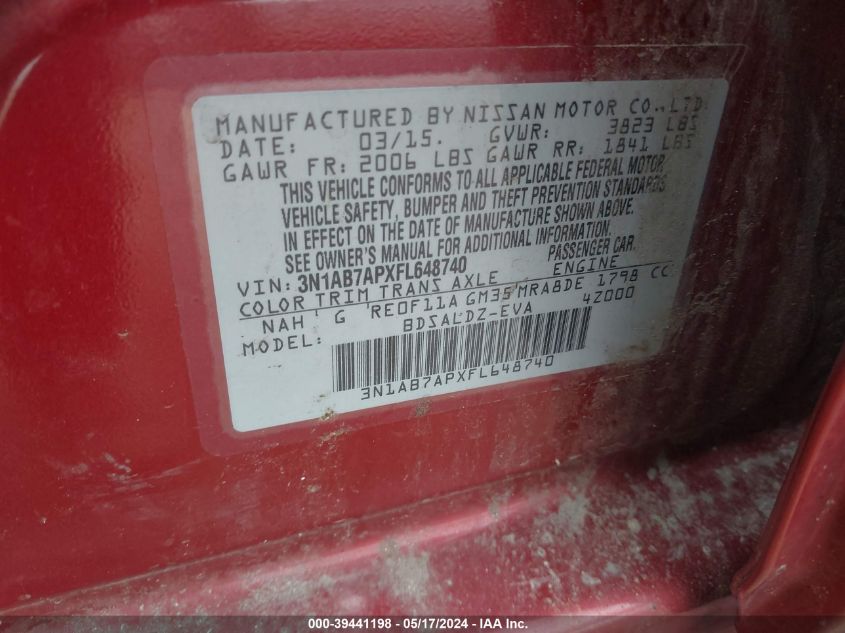 MANUFACTURED BY NISSAN MOTOR CO., LTD.
DATE: 03/15. GVWR: 3823 LBS
GAWR FR: 2006 LBS GAWR RR: 1841 LBS
THIS VEHICLE CONFORMS TO ALL APPLICABLE FEDERAL MOTOR
VEHICLE SAFETY, BUMPER AND THEFT PREVENTION STANDARDS
IN EFFECT ON THE DATE OF MANUFACTURE SHOWN ABOVE.
SEE OWNER'S MANUAL FOR ADDITIONAL INFORMATION.
VIN: 3N1AB7APXFL648740 PASSENGER CAR.
COLOR TRIM TRANS AXLE ENGINE
NAH G RE0F11A GM35 MRA8DE 1798 CC
MODEL: BDSALDZ-EVA 4Z000
3N1AB7APXFL648740
000-39441198 - 05/17/2024 - IAA Inc.